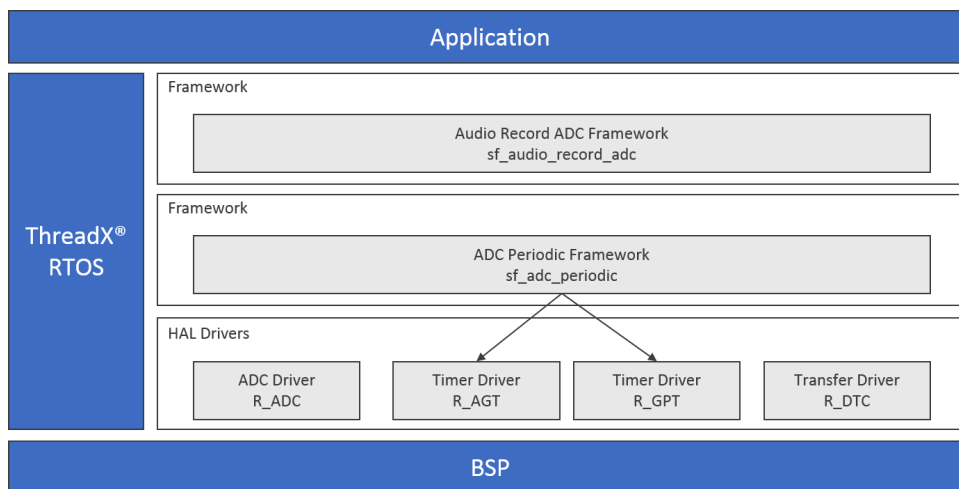 Application
ThreadX®
RTOS
Framework
Audio Record ADC Framework
sf_audio_record_adc
Framework
ADC Periodic Framework
sf_adc_periodic
HAL Drivers
ADC Driver
R_ADC
Timer Driver
R_AGT
Timer Driver
R_GPT
Transfer Driver
R_DTC
BSP